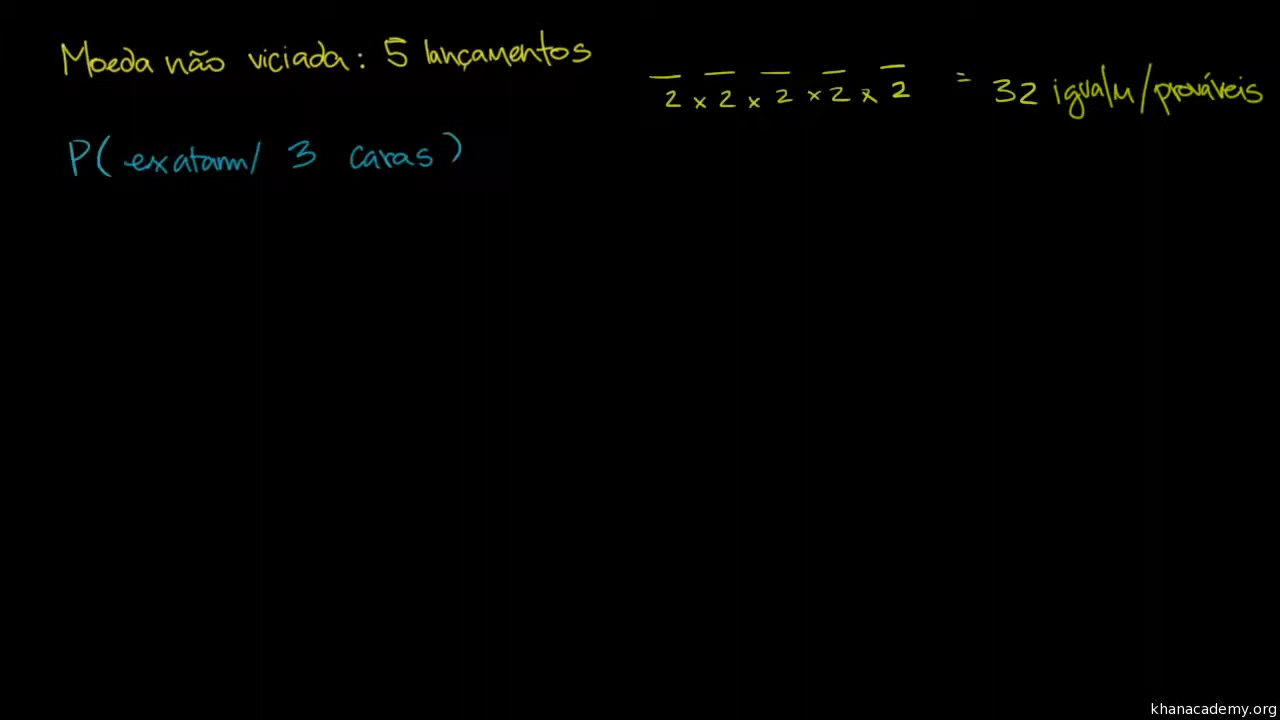 Moeda não viciada: 5 lançamentos
2 x 2 x 2 x 2 x 2 = 32 igualm/prováveis
P( exatam/ 3 caras )
khanacademy.org